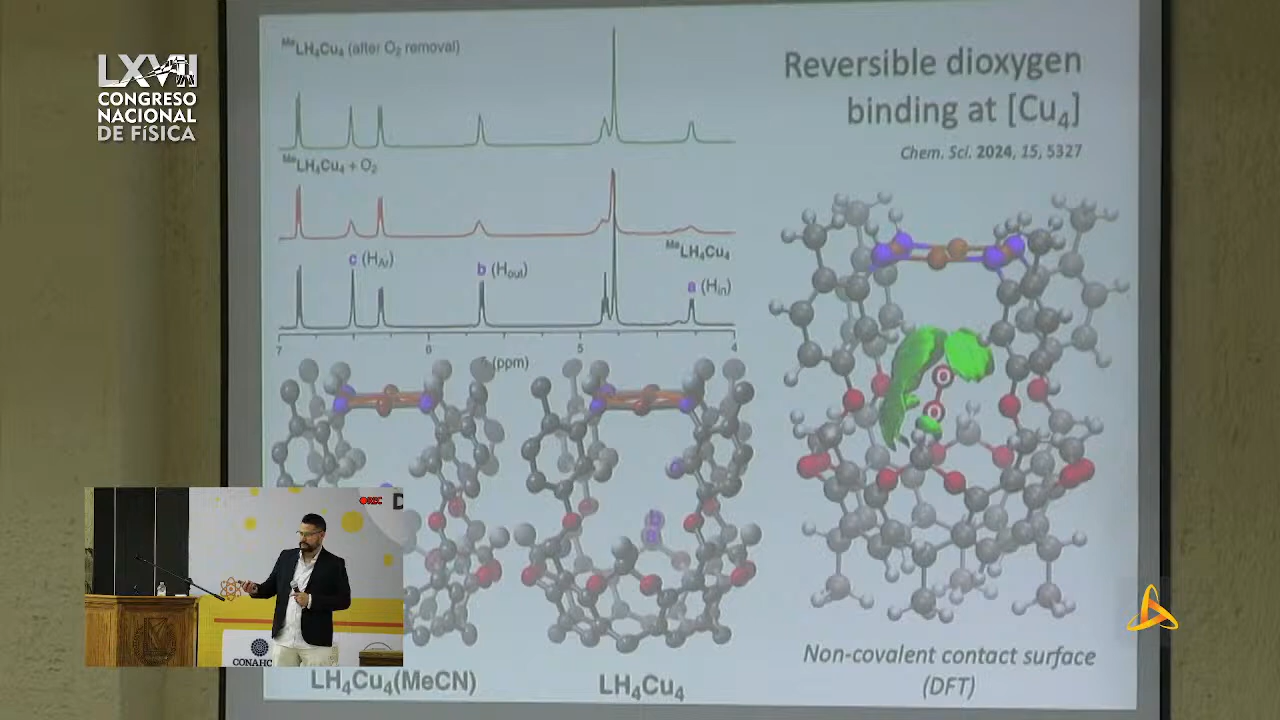 LXVII
CONGRESO
NACIONAL
DE FÍSICA
MeLH4Cu4 (after O2 removal)
MeLH4Cu4 + O2
MeLH4Cu4
c (HAr)
b (Hout)
a (Hin)
7
6
5
4
(ppm)
Reversible dioxygen
binding at [Cu4]
Chem. Sci. 2024, 15, 5327
O
O
LH4Cu4(MeCN)
LH4Cu4
Non-covalent contact surface
(DFT)
REC
D
CONAHC